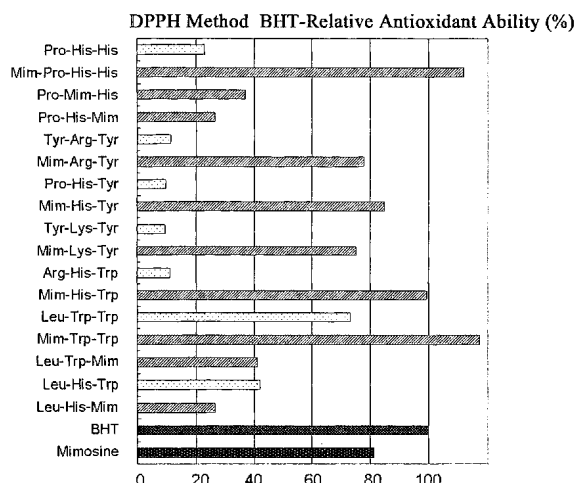 DPPH Method BHT-Relative Antioxidant Ability (%)
Pro-His-His
Mim-Pro-His-His
Pro-Mim-His
Pro-His-Mim
Tyr-Arg-Tyr
Mim-Arg-Tyr
Pro-His-Tyr
Mim-His-Tyr
Tyr-Lys-Tyr
Mim-Lys-Tyr
Arg-His-Trp
Mim-His-Trp
Leu-Trp-Trp
Mim-Trp-Trp
Leu-Trp-Mim
Leu-His-Trp
Leu-His-Mim
BHT
Mimosine
0 20 40 60 80 100